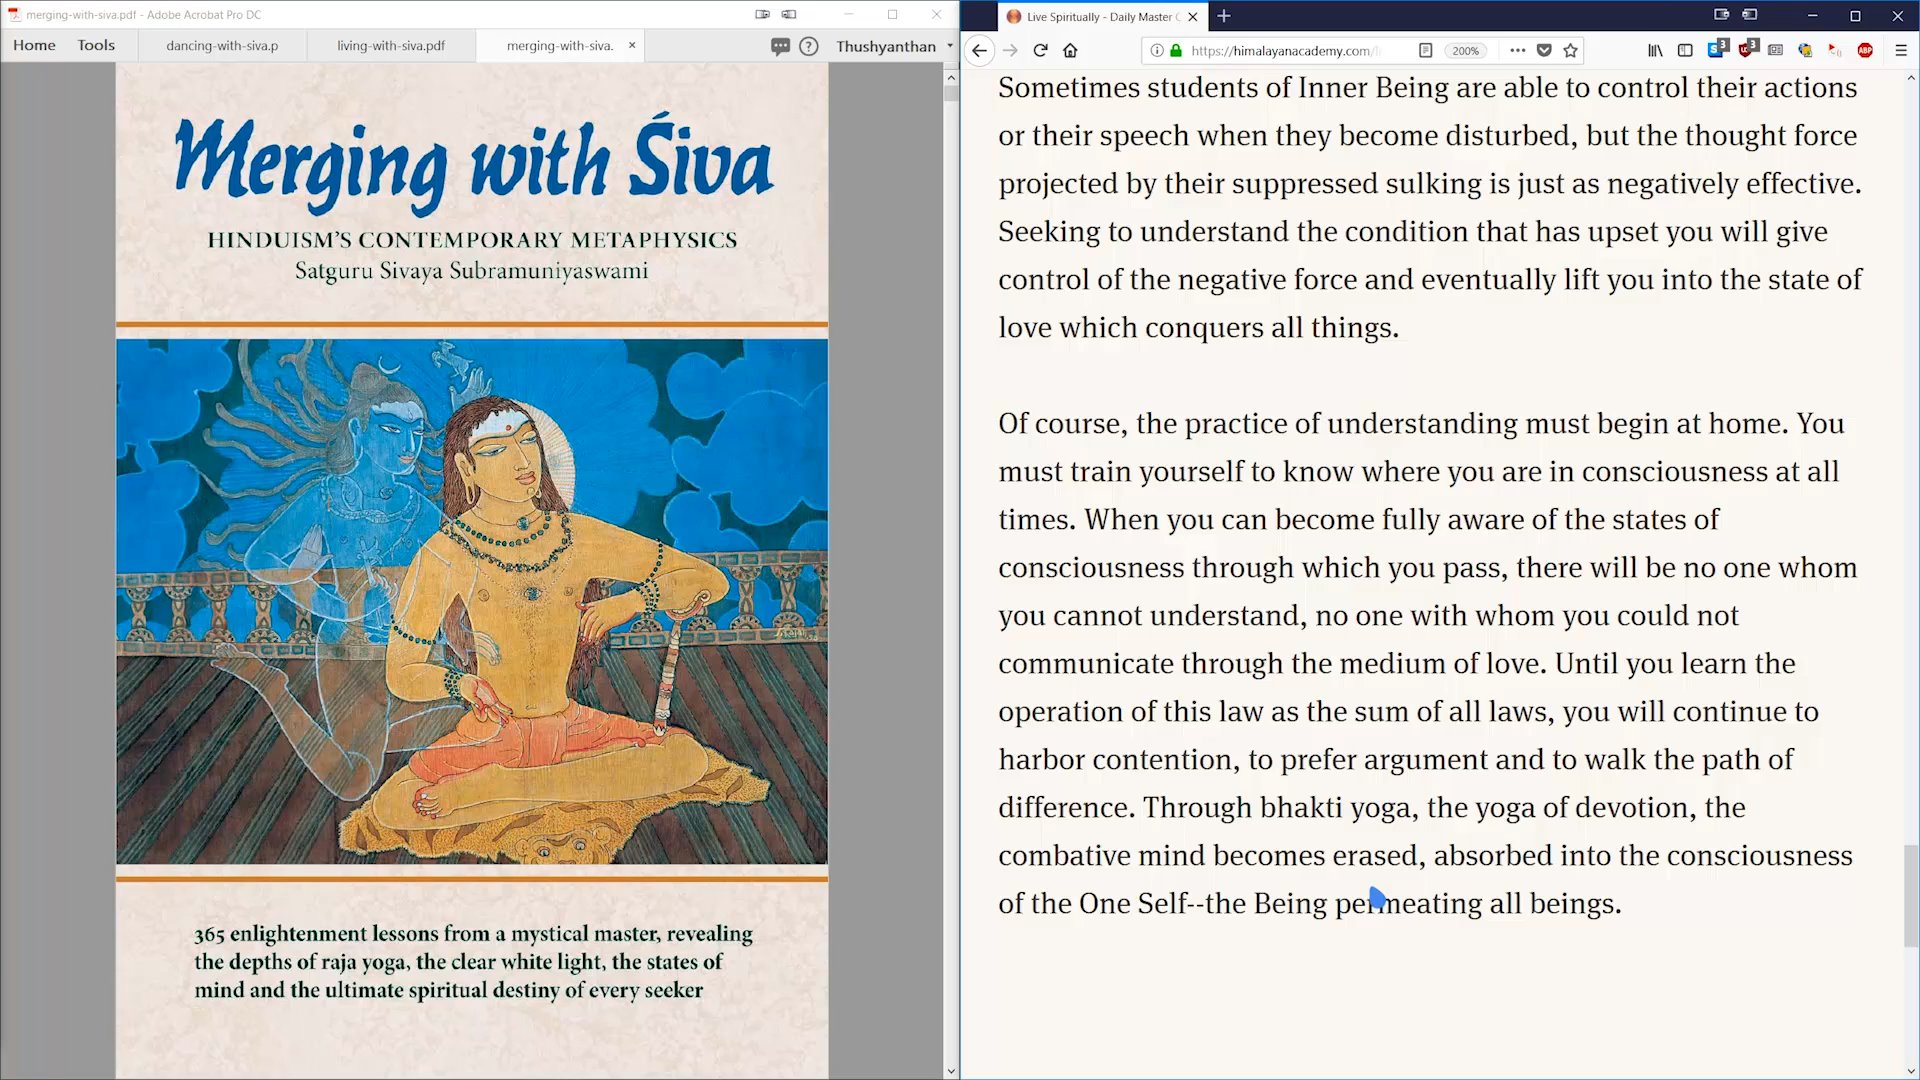 merging-with-siva.pdf - Adobe Acrobat Pro DC
Home Tools dancing-with-siva.p living-with-siva.pdf merging-with-siva. × Thushyanthan
Merging with Śiva
HINDUISM'S CONTEMPORARY METAPHYSICS
Satguru Sivaya Subramuniyaswami
365 enlightenment lessons from a mystical master, revealing
the depths of raja yoga, the clear white light, the states of
mind and the ultimate spiritual destiny of every seeker
Live Spiritually - Daily Master
https://himalayanacademy.com/ 200% 3 3 ABP
Sometimes students of Inner Being are able to control their actions
or their speech when they become disturbed, but the thought force
projected by their suppressed sulking is just as negatively effective.
Seeking to understand the condition that has upset you will give
control of the negative force and eventually lift you into the state of
love which conquers all things.
Of course, the practice of understanding must begin at home. You
must train yourself to know where you are in consciousness at all
times. When you can become fully aware of the states of
consciousness through which you pass, there will be no one whom
you cannot understand, no one with whom you could not
communicate through the medium of love. Until you learn the
operation of this law as the sum of all laws, you will continue to
harbor contention, to prefer argument and to walk the path of
difference. Through bhakti yoga, the yoga of devotion, the
combative mind becomes erased, absorbed into the consciousness
of the One Self--the Being permeating all beings.